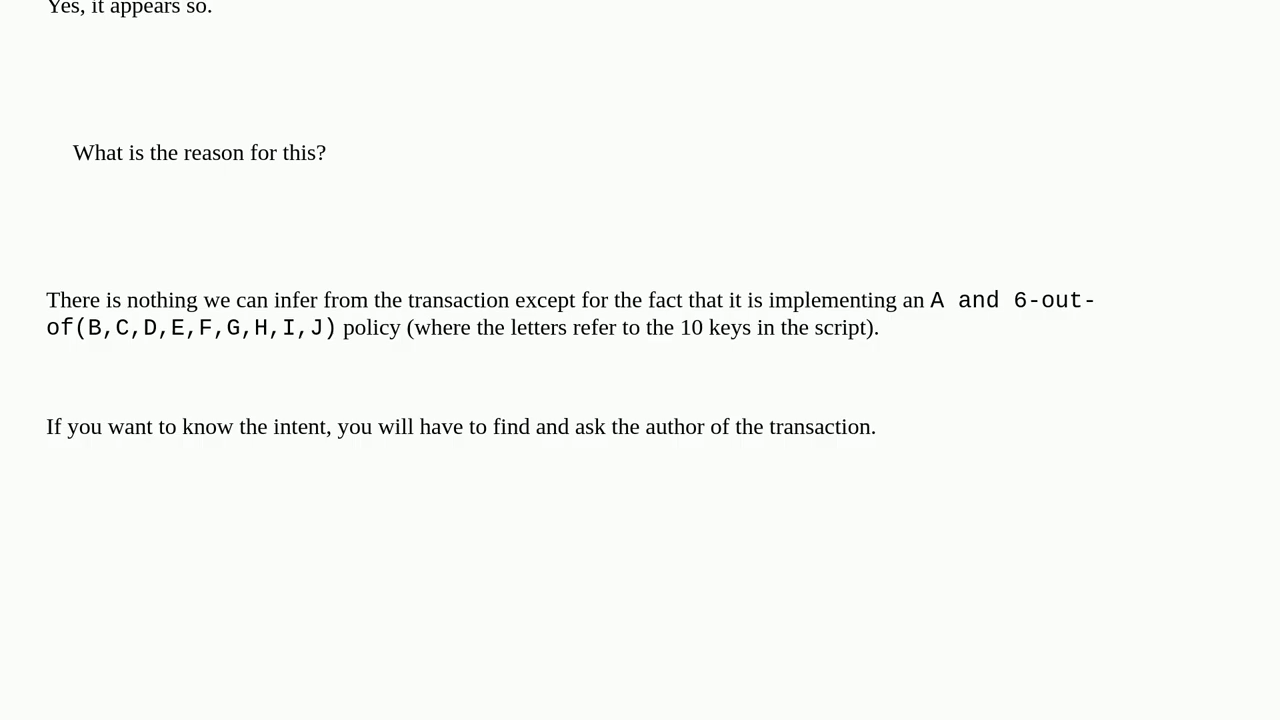 Yes, it appears so.
What is the reason for this?
There is nothing we can infer from the transaction except for the fact that it is implementing an A and 6-out-
of(B,C,D,E,F,G,H,I,J) policy (where the letters refer to the 10 keys in the script).
If you want to know the intent, you will have to find and ask the author of the transaction.